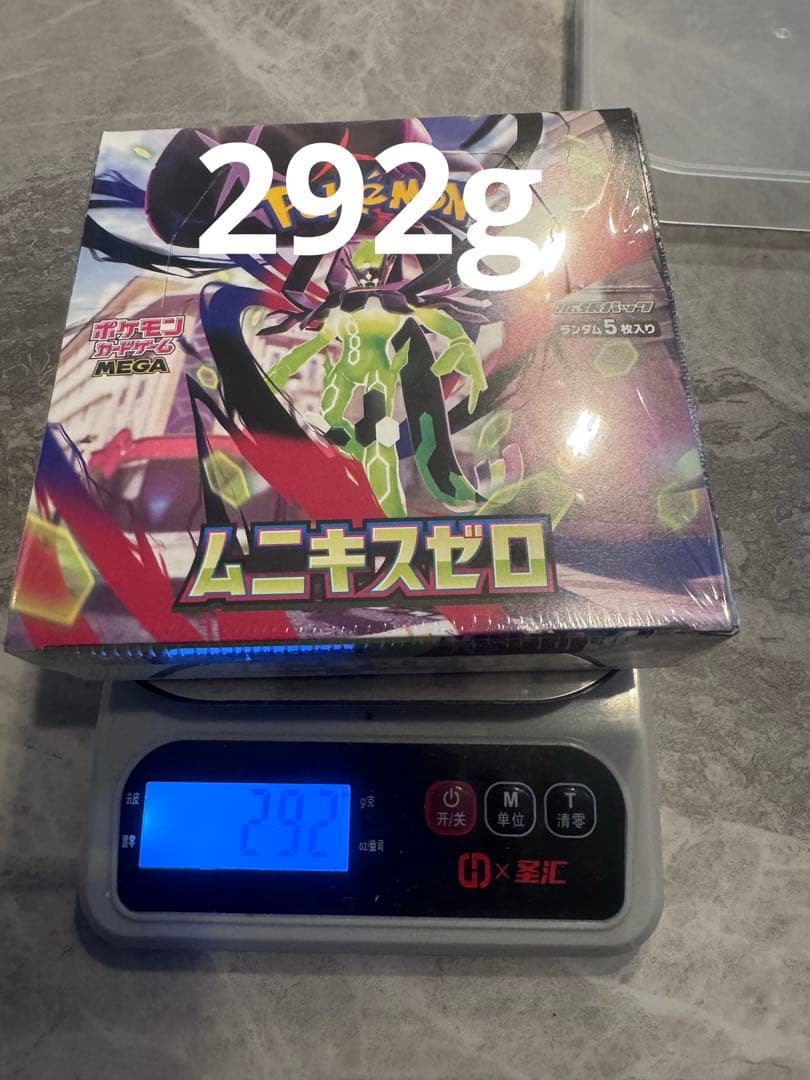 292g
POKÉMON
ポケモン
カードゲーム
MEGA
拡張パック
ランダム5枚入り
ムニキスゼロ
去皮
置零
292
g/克
oz/盎司
开/关
M
单位
T
清零
X 圣汇